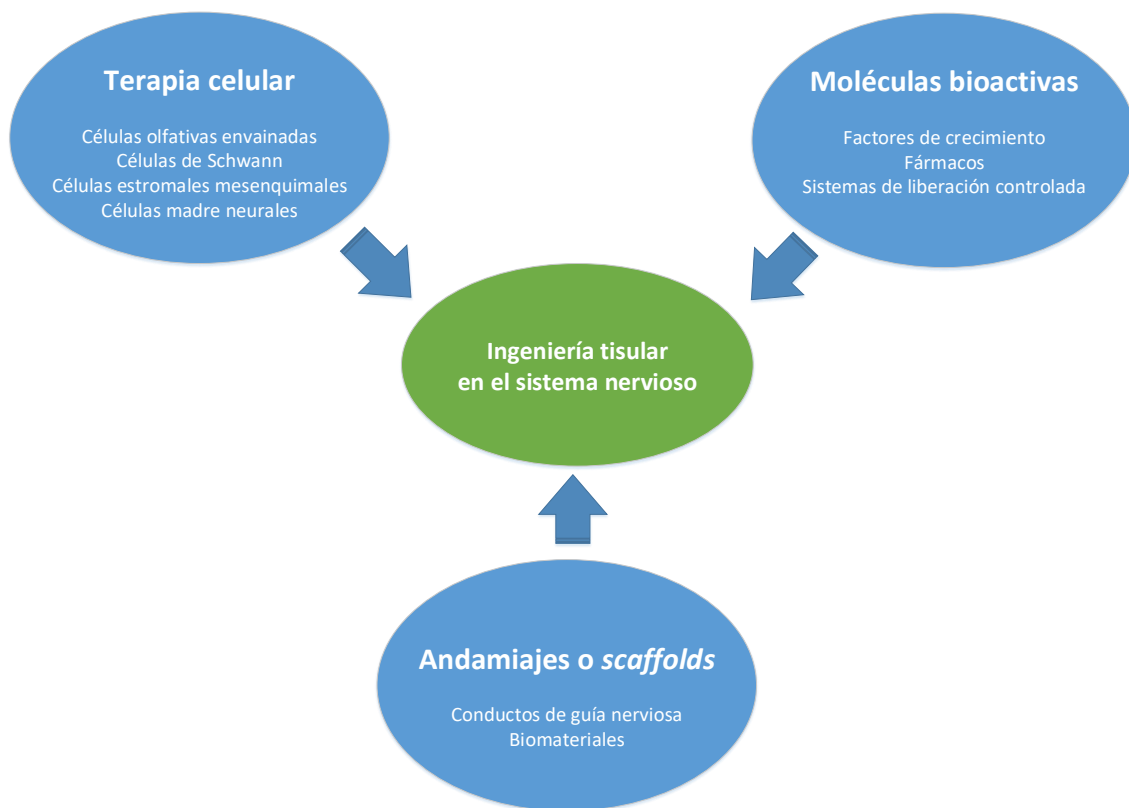 Terapia celular
Células olfativas envainadas
Células de Schwann
Células estromales mesenquimales
Células madre neurales
Moléculas bioactivas
Factores de crecimiento
Fármacos
Sistemas de liberación controlada
Ingeniería tisular
en el sistema nervioso
Andamiajes o scaffolds
Conductos de guía nerviosa
Biomateriales